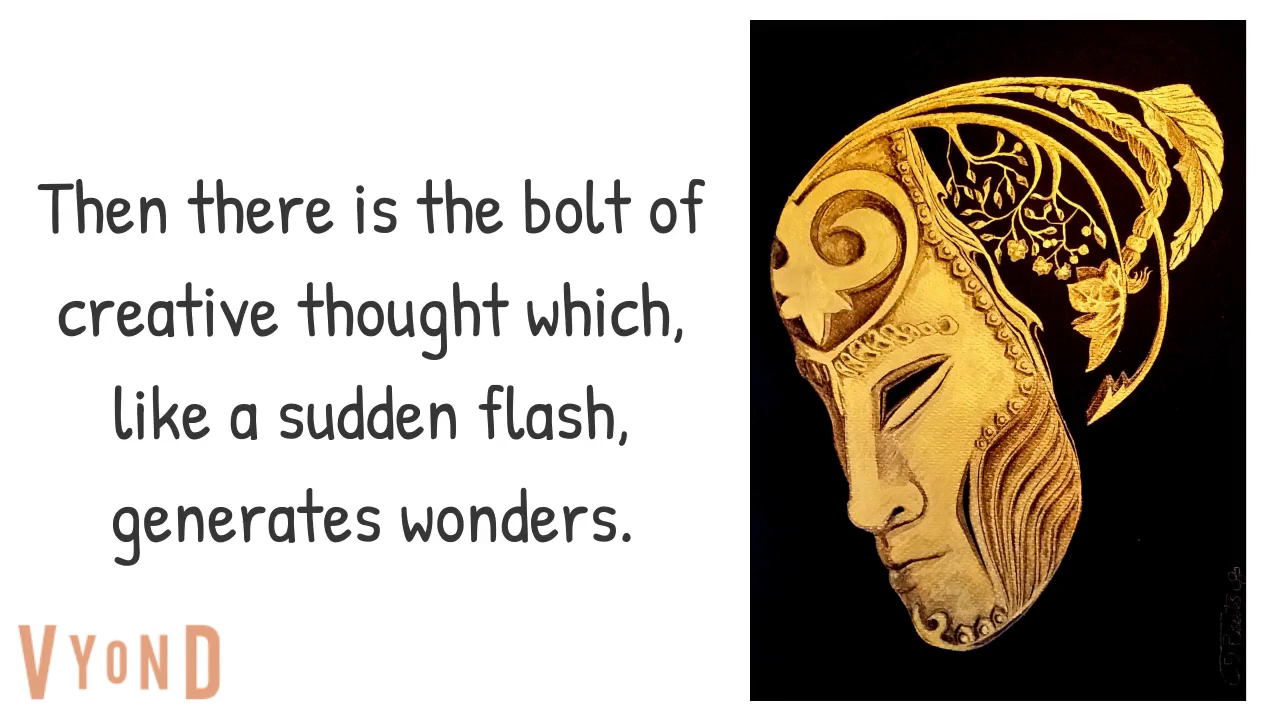 Then there is the bolt of
creative thought which,
like a sudden flash,
generates wonders.
VYOND